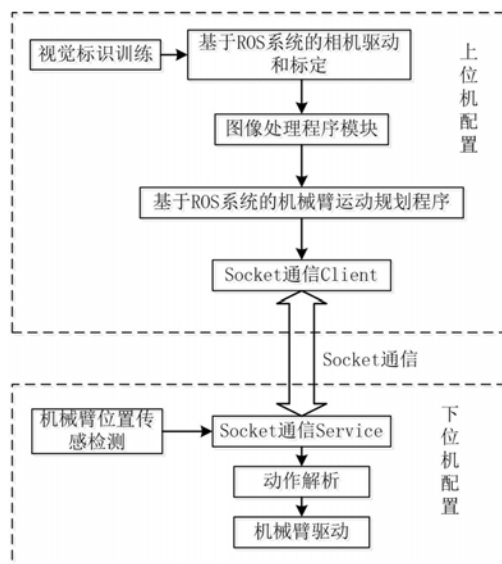 视觉标识训练
基于ROS系统的相机驱动
和标定
上位机配置
图像处理程序模块
基于ROS系统的机械臂运动规划程序
Socket通信Client
Socket通信
机械臂位置传
感检测
Socket通信Service
下位机配置
动作解析
机械臂驱动